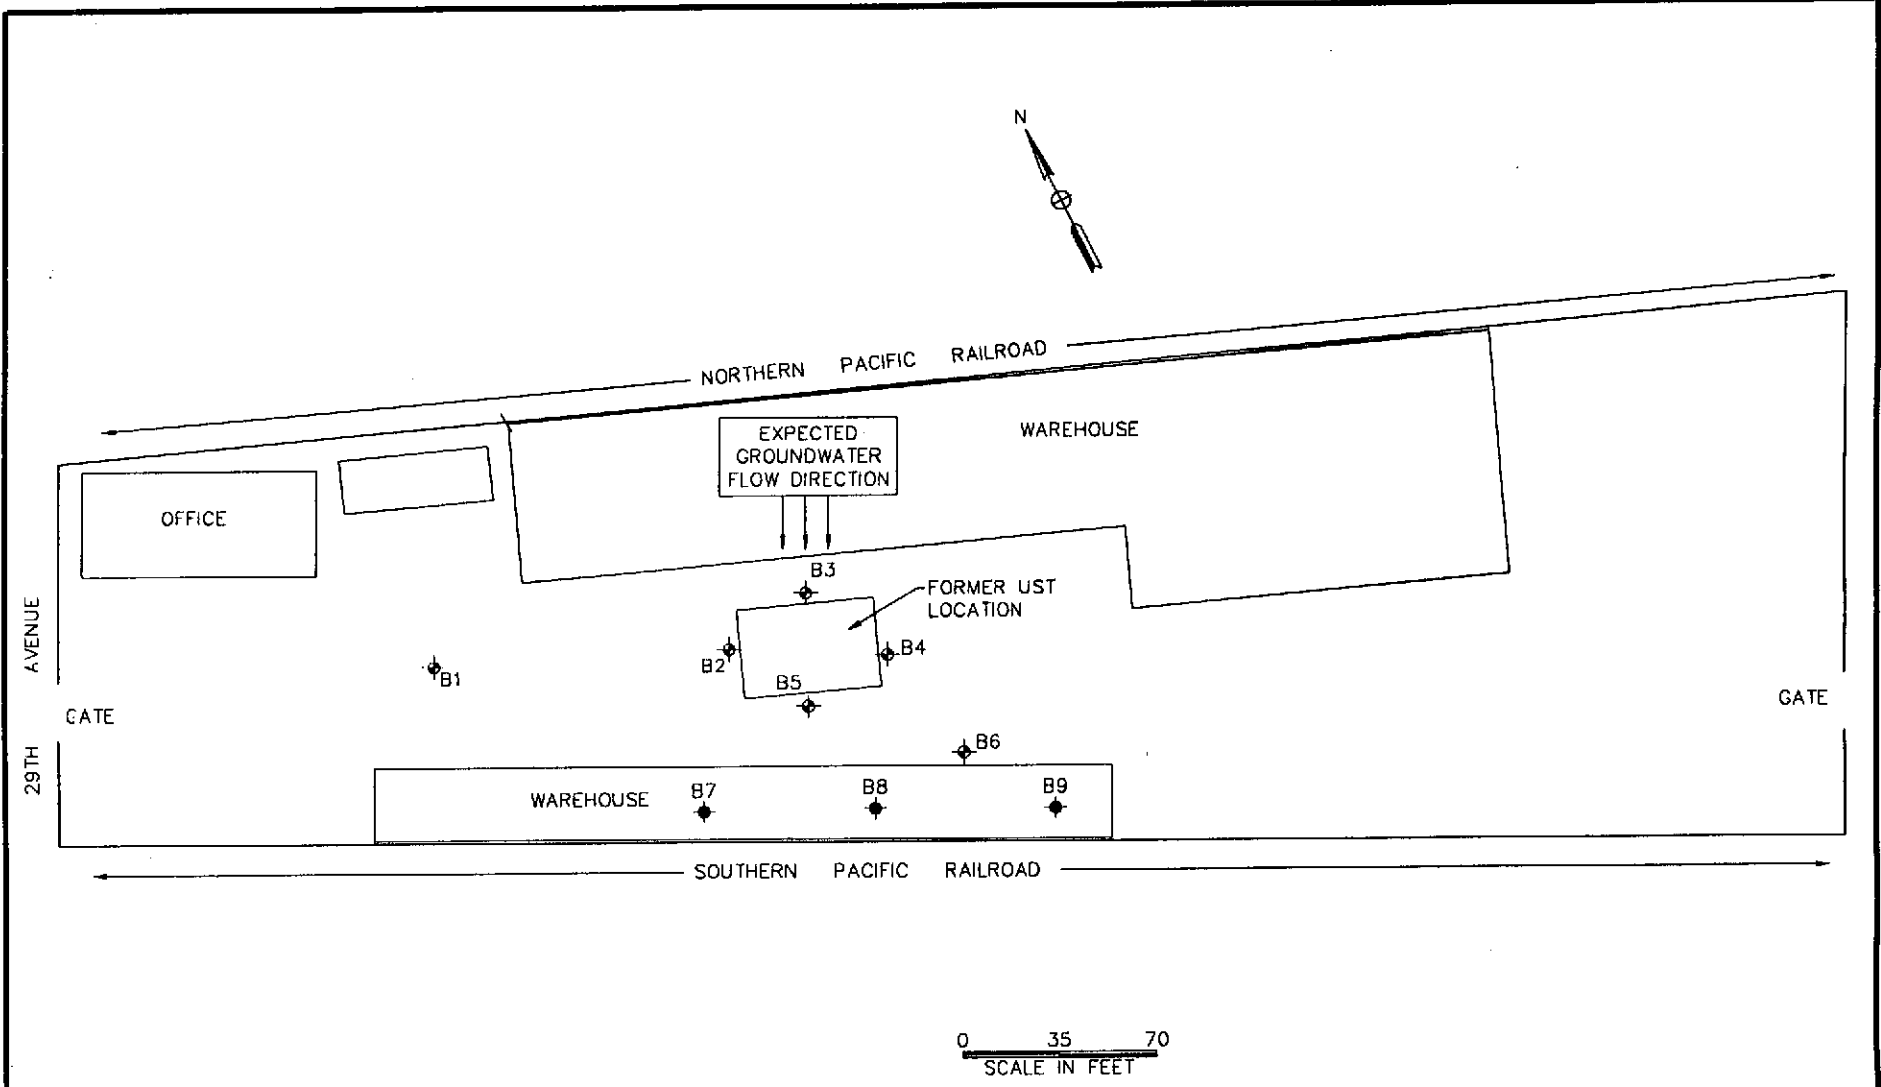 N
NORTHERN PACIFIC RAILROAD
EXPECTED
GROUNDWATER
FLOW DIRECTION
WAREHOUSE
OFFICE
B3
FORMER UST
LOCATION
B2
B4
B1
B5
29TH AVENUE
GATE
GATE
B6
WAREHOUSE
B7
B8
B9
SOUTHERN PACIFIC RAILROAD
0 35 70
SCALE IN FEET